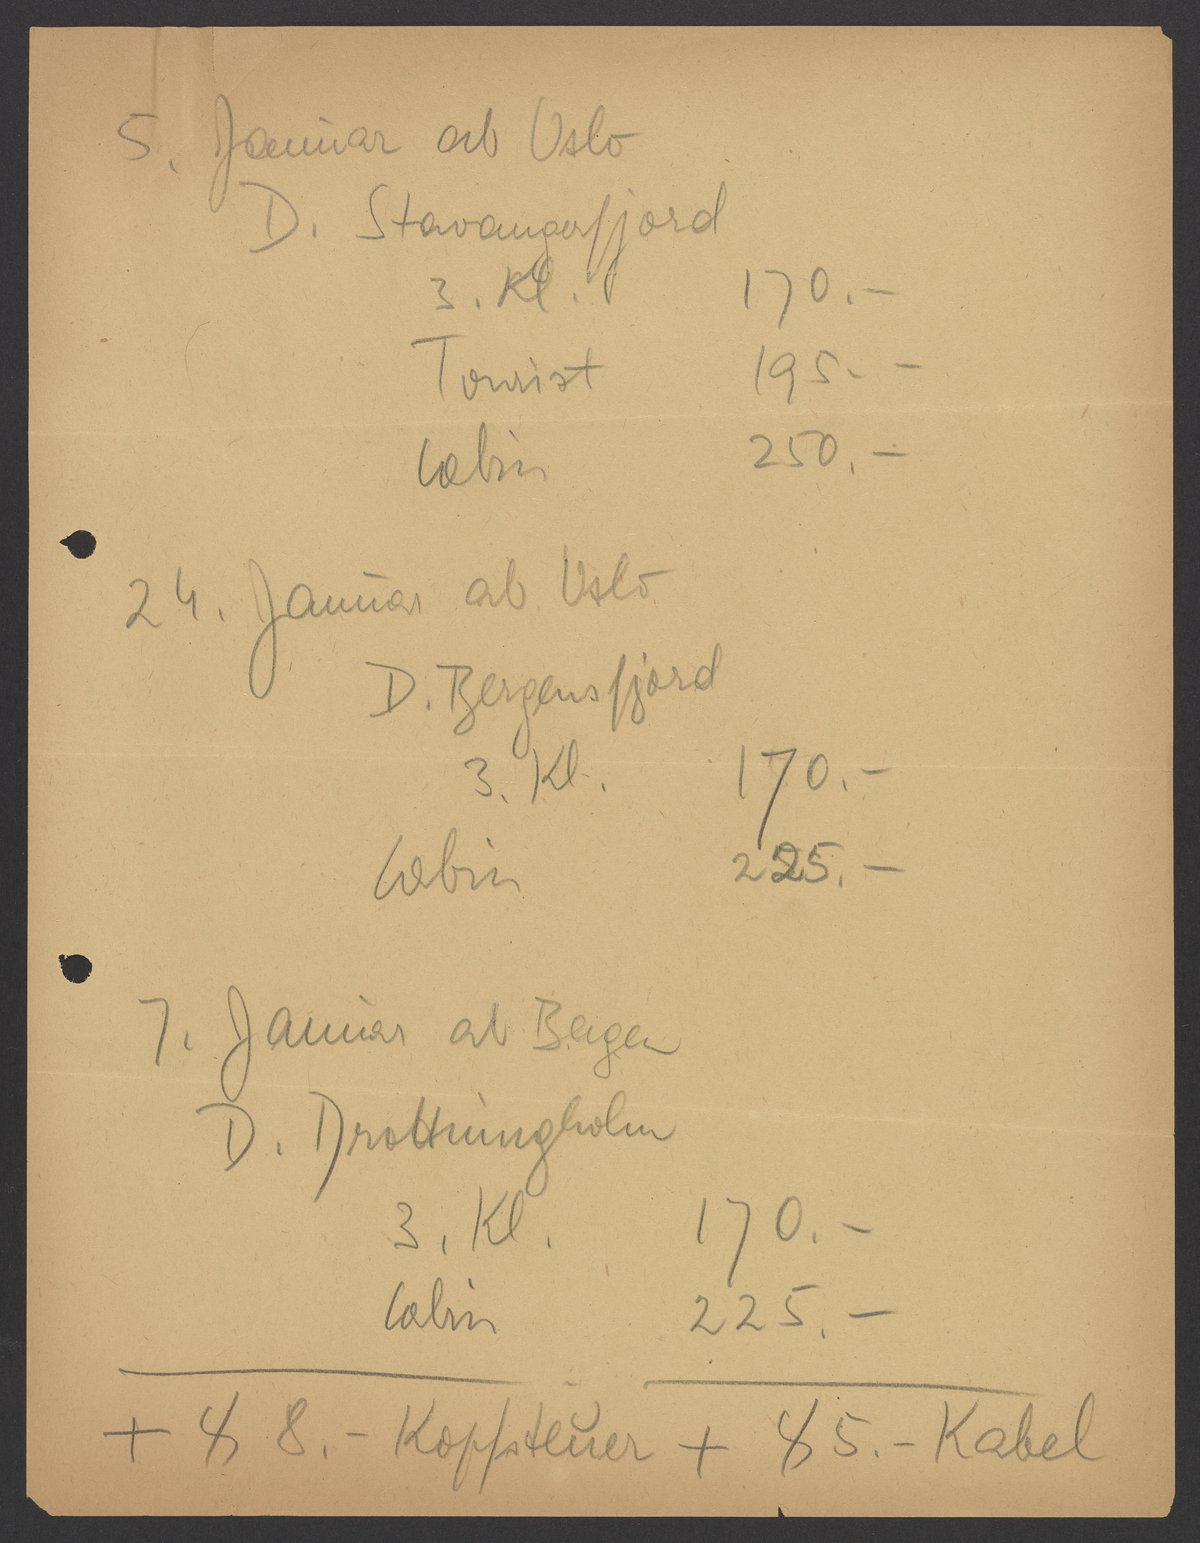 5. Januar ab Oslo
D. Stavangerfjord
3. Kl. 170.–
Tourist 195.–
Cabin 250.–
24. Januar ab Oslo
D. Bergensfjord
3. Kl. 170.–
Cabin 225.–
7. Januar ab Bergen
D. Drottningholm
3. Kl. 170.–
Cabin 225.–
+ $ 8.– Kopfsteuer + $ 5.– Kabel